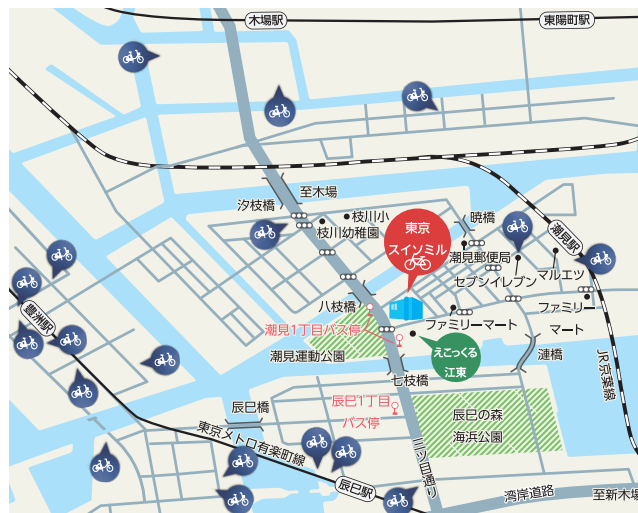 木場駅
東陽町駅
至木場
汐枝橋
枝川小
枝川幼稚園
東京
スイソミル
暁橋
潮見郵便局
潮見駅
セブンイレブン
マルエツ
八枝橋
豊洲駅
潮見1丁目バス停
ファミリーマート
ファミリー
マート
潮見運動公園
えこっくる
江東
漣橋
JR京葉線
七枝橋
辰巳橋
辰巳1丁目
バス停
辰巳の森
海浜公園
東京メトロ有楽町線
三ツ目通り
辰巳駅
湾岸道路
至新木場